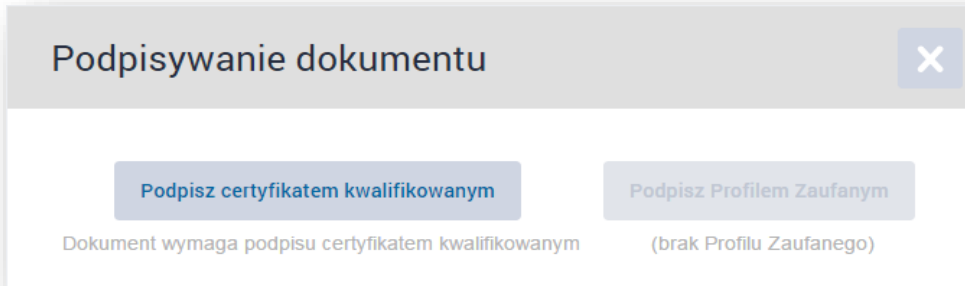 Podpisywanie dokumentu
Podpisz certyfikatem kwalifikowanym
Podpisz Profilem Zaufanym
Dokument wymaga podpisu certyfikatem kwalifikowanym
(brak Profilu Zaufanego)